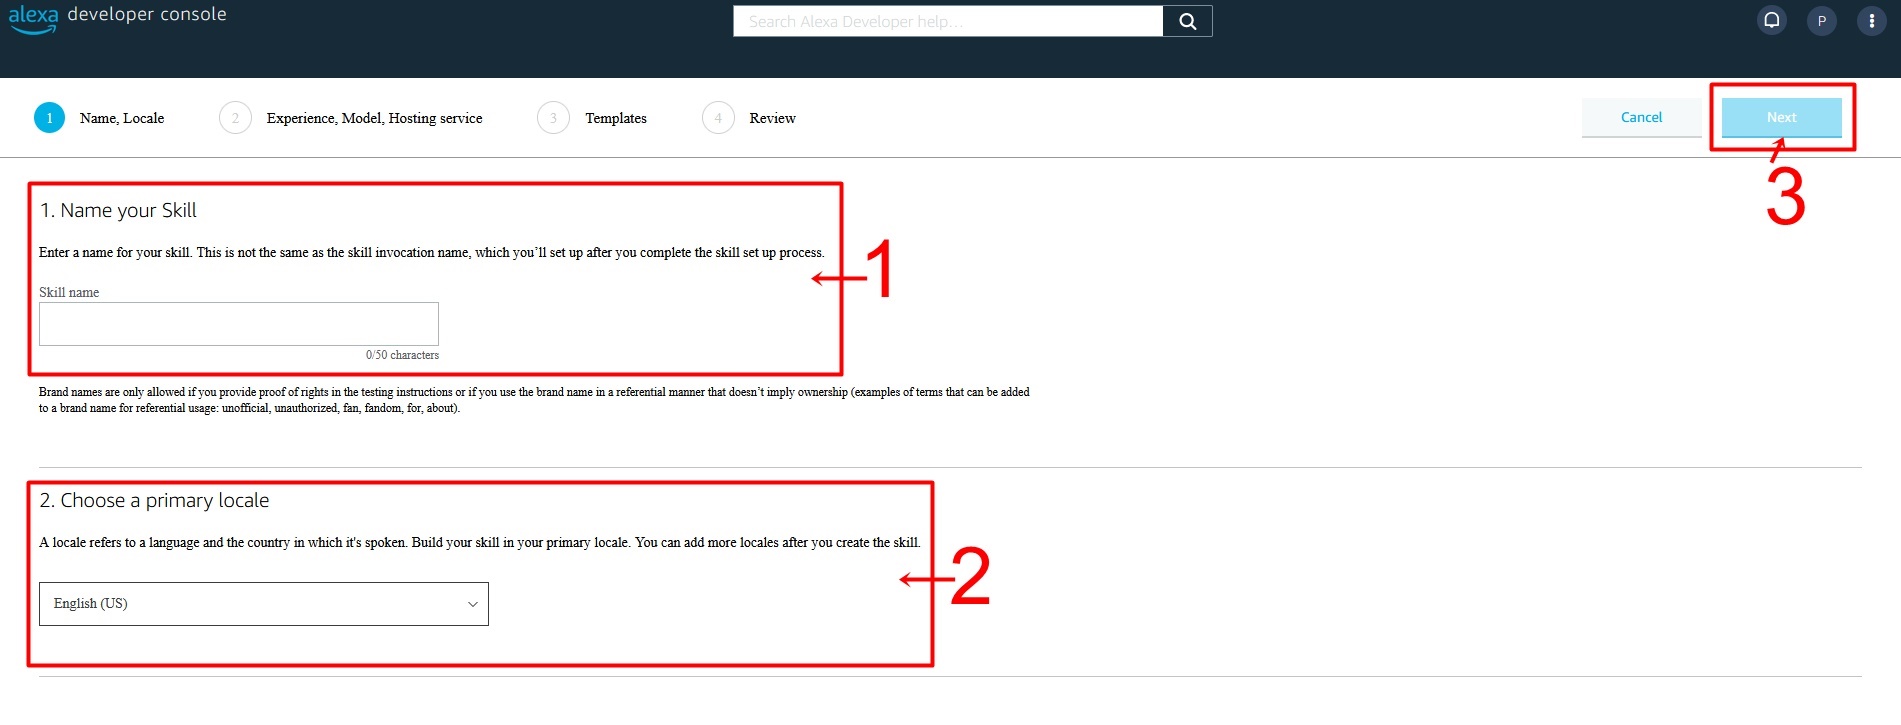 alexa developer console
Search Alexa Developer help...
P
1 Name, Locale
2 Experience, Model, Hosting service
3 Templates
4 Review
Cancel
Next
3
1. Name your Skill
Enter a name for your skill. This is not the same as the skill invocation name, which you’ll set up after you complete the skill set up process.
1
Skill name
0/50 characters
Brand names are only allowed if you provide proof of rights in the testing instructions or if you use the brand name in a referential manner that doesn’t imply ownership (examples of terms that can be added
to a brand name for referential usage: unofficial, unauthorized, fan, fandom, for, about).
2. Choose a primary locale
A locale refers to a language and the country in which it's spoken. Build your skill in your primary locale. You can add more locales after you create the skill.
2
English (US)